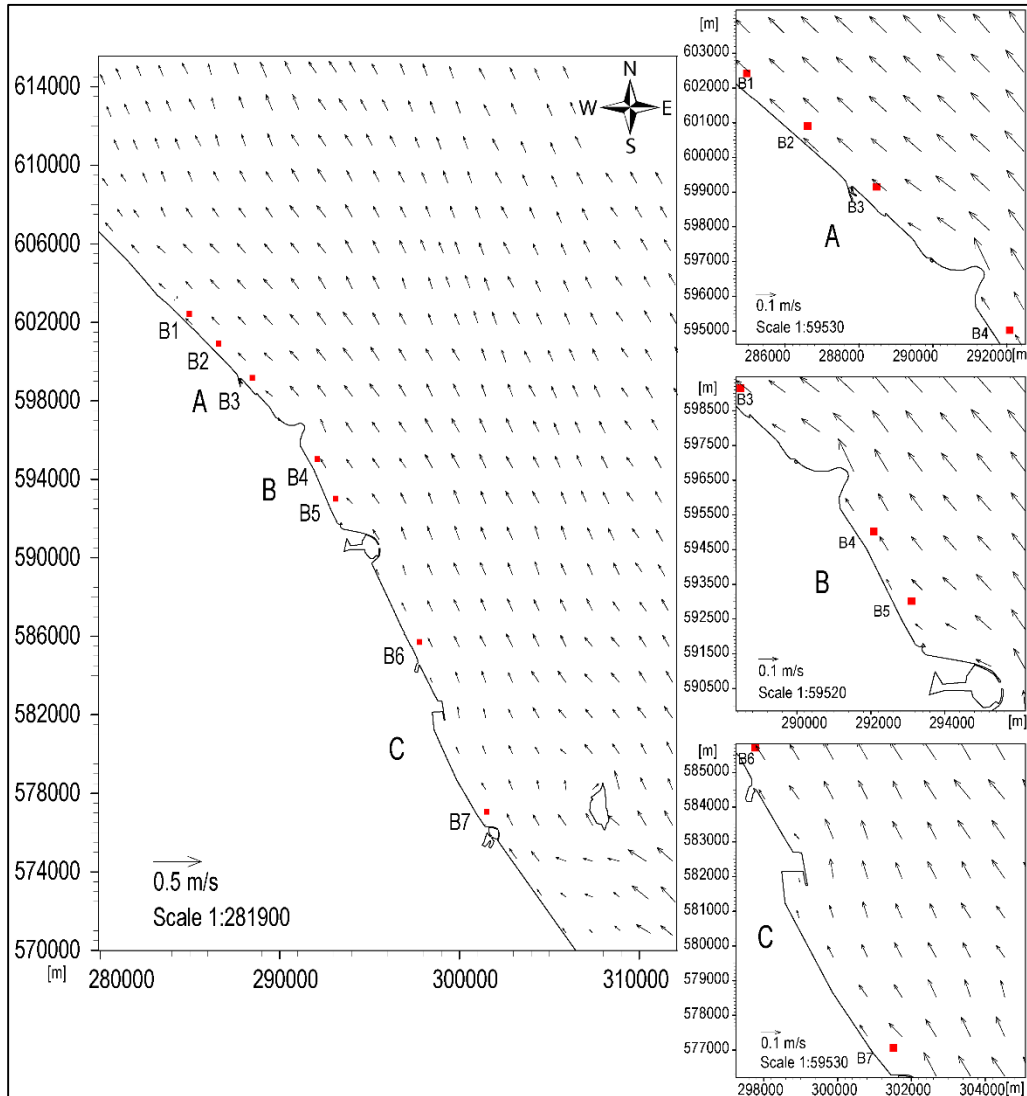 614000
610000
606000
602000
598000
594000
590000
586000
582000
578000
574000
570000
[m]
280000 290000 300000 310000
N
W E
S
B1
B2
A B3
B B4
B5
B6
C
B7
0.5 m/s
Scale 1:281900
[m]
603000
602000
601000
600000
599000
598000
597000
596000
595000
286000 288000 290000 292000 [m]
B1
B2
B3
A
B4
0.1 m/s
Scale 1:59530
[m]
598500
597500
596500
595500
594500
593500
592500
591500
590500
290000 292000 294000 [m]
B3
B4
B
B5
0.1 m/s
Scale 1:59520
[m]
585000
584000
583000
582000
581000
580000
579000
578000
577000
298000 300000 302000 304000 [m]
B6
C
B7
0.1 m/s
Scale 1:59530